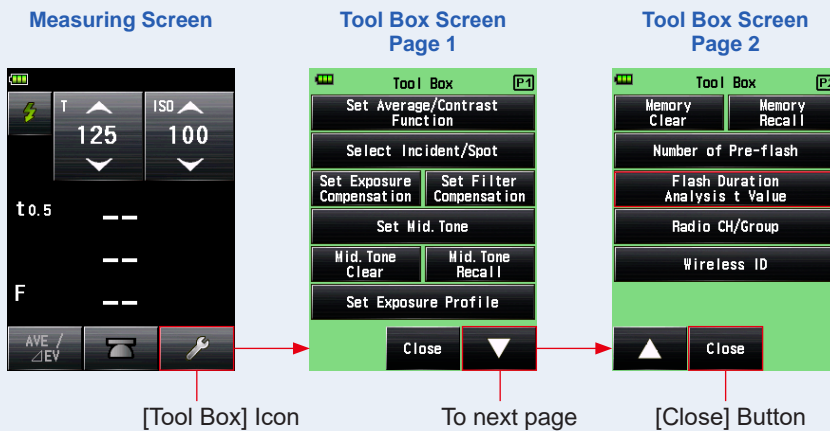 Measuring Screen
T
ISO
125
100
t0.5
--
--
F
--
AVE /
⊿EV
[Tool Box] Icon
Tool Box Screen
Page 1
Tool Box
P1
Set Average/Contrast
Function
Select Incident/Spot
Set Exposure
Compensation
Set Filter
Compensation
Set Mid. Tone
Mid. Tone
Clear
Mid. Tone
Recall
Set Exposure Profile
Close
To next page
Tool Box Screen
Page 2
Tool Box
Memory
Clear
Memory
Recall
Number of Pre-flash
Flash Duration
Analysis t Value
Radio CH/Group
Wireless ID
Close
[Close] Button